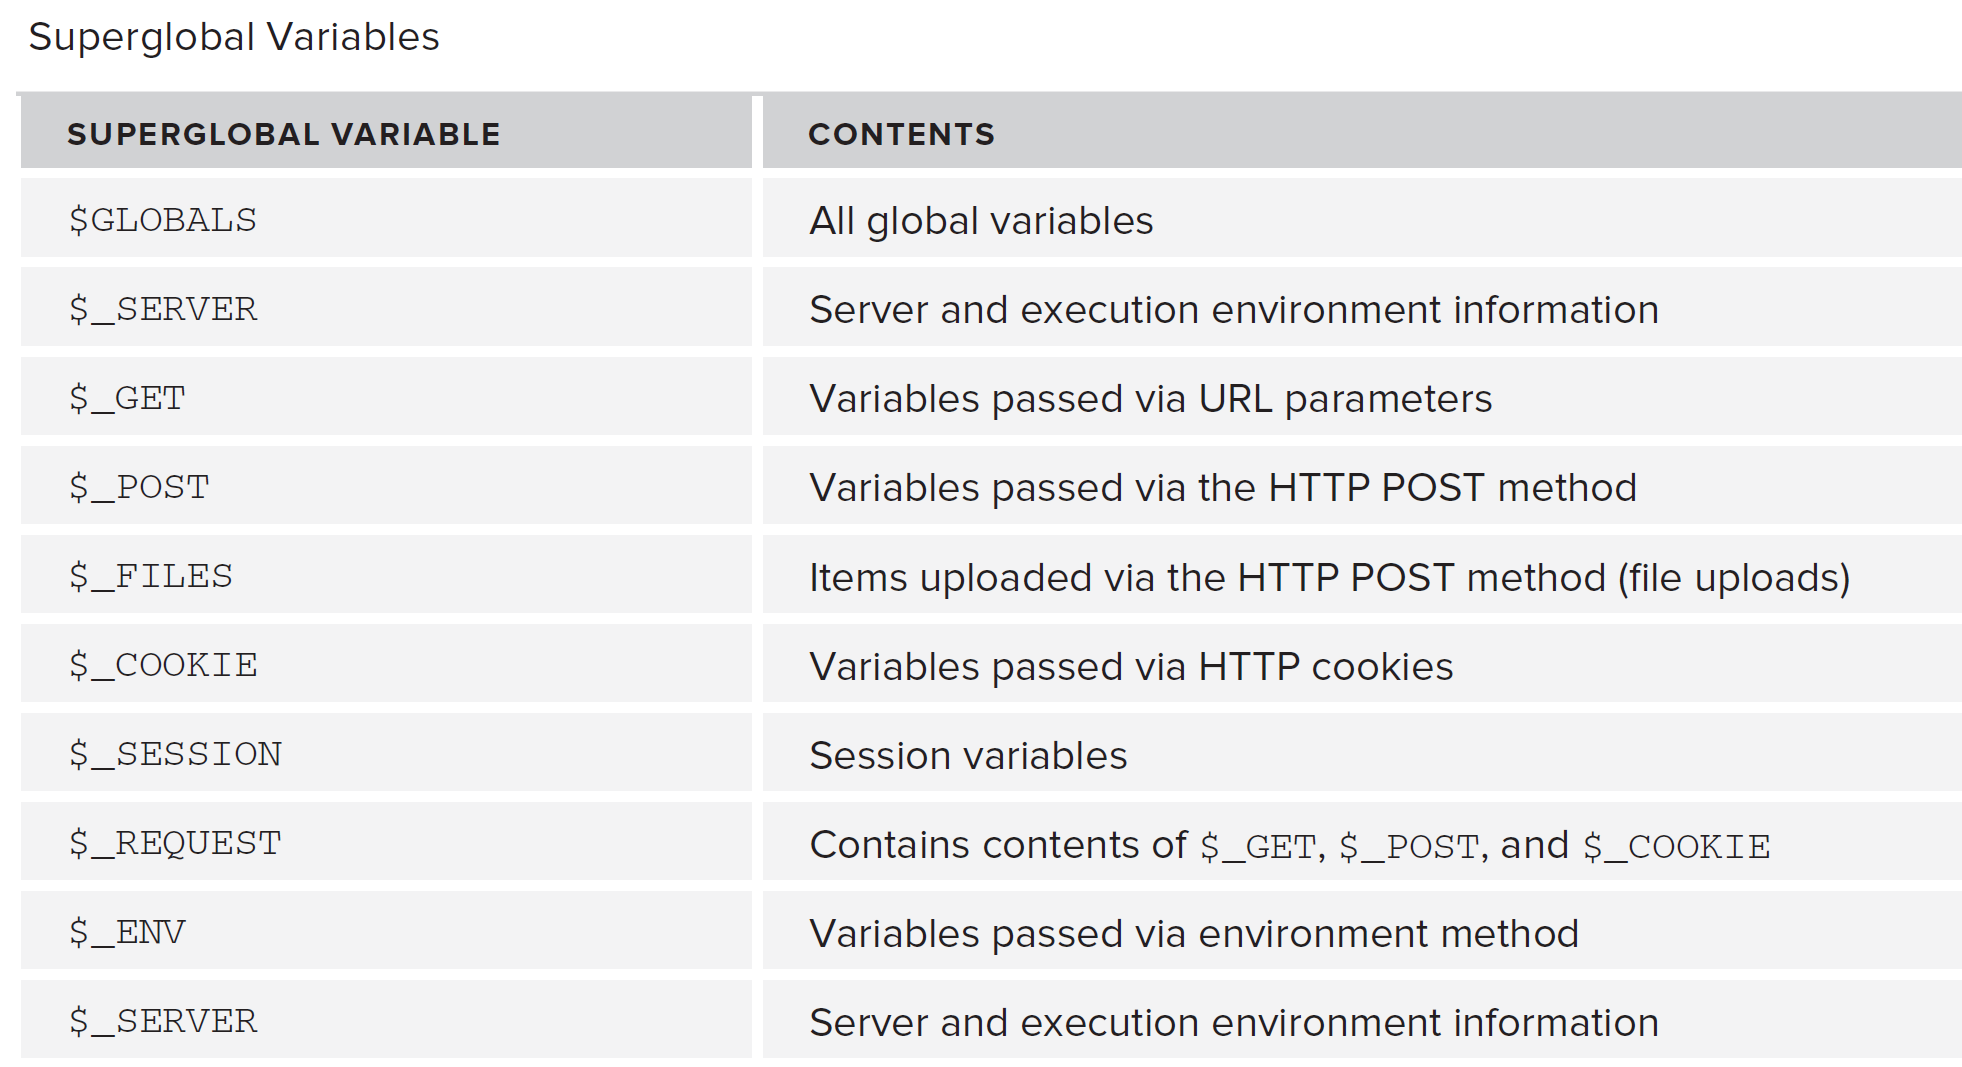 Superglobal Variables
SUPERGLOBAL VARIABLE CONTENTS
$GLOBALS All global variables
$_SERVER Server and execution environment information
$_GET Variables passed via URL parameters
$_POST Variables passed via the HTTP POST method
$_FILES Items uploaded via the HTTP POST method (file uploads)
$_COOKIE Variables passed via HTTP cookies
$_SESSION Session variables
$_REQUEST Contains contents of $_GET, $_POST, and $_COOKIE
$_ENV Variables passed via environment method
$_SERVER Server and execution environment information